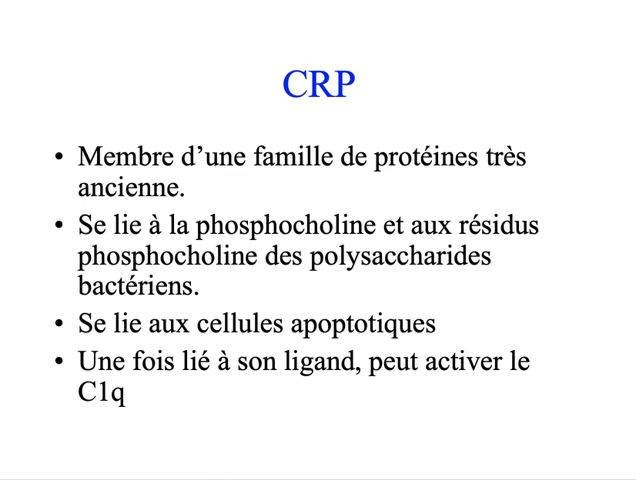 CRP
• Membre d’une famille de protéines très
ancienne.
• Se lie à la phosphocholine et aux résidus
phosphocholine des polysaccharides
bactériens.
• Se lie aux cellules apoptotiques
• Une fois lié à son ligand, peut activer le
C1q